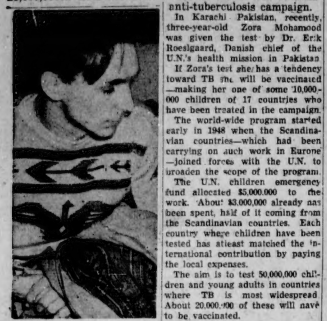 anti-tuberculosis campaign.
In Karachi Pakistan, recently,
three-year-old Zora Mohamood
was given the test by Dr. Erik
Roeslgaard, Danish chief of the
U.N.'s health mission in Pakistan
If Zora's test she has a tendency
toward TB she will be vaccinated
—making her one of some 10,000,-
000 children of 17 countries who
have been treated in the campaign.
The world-wide program started
early in 1948 when the Scandina-
vian countries—which had been
carrying on such work in Europe
—joined forces with the U.N. to
broaden the scope of the program.
The U.N. children emergency
fund allocated $5,000.000 to the
work. About $3,000,000 already has
been spent, half of it coming from
the Scandinavian countries. Each
country where children have been
tested has atleast matched the in-
ternational contribution by paying
the local expenses.
The aim is to test 50,000,000 chil-
dren and young adults in countries
where TB is most widespread
About 20,000,000 of these will have
to be vaccinated.